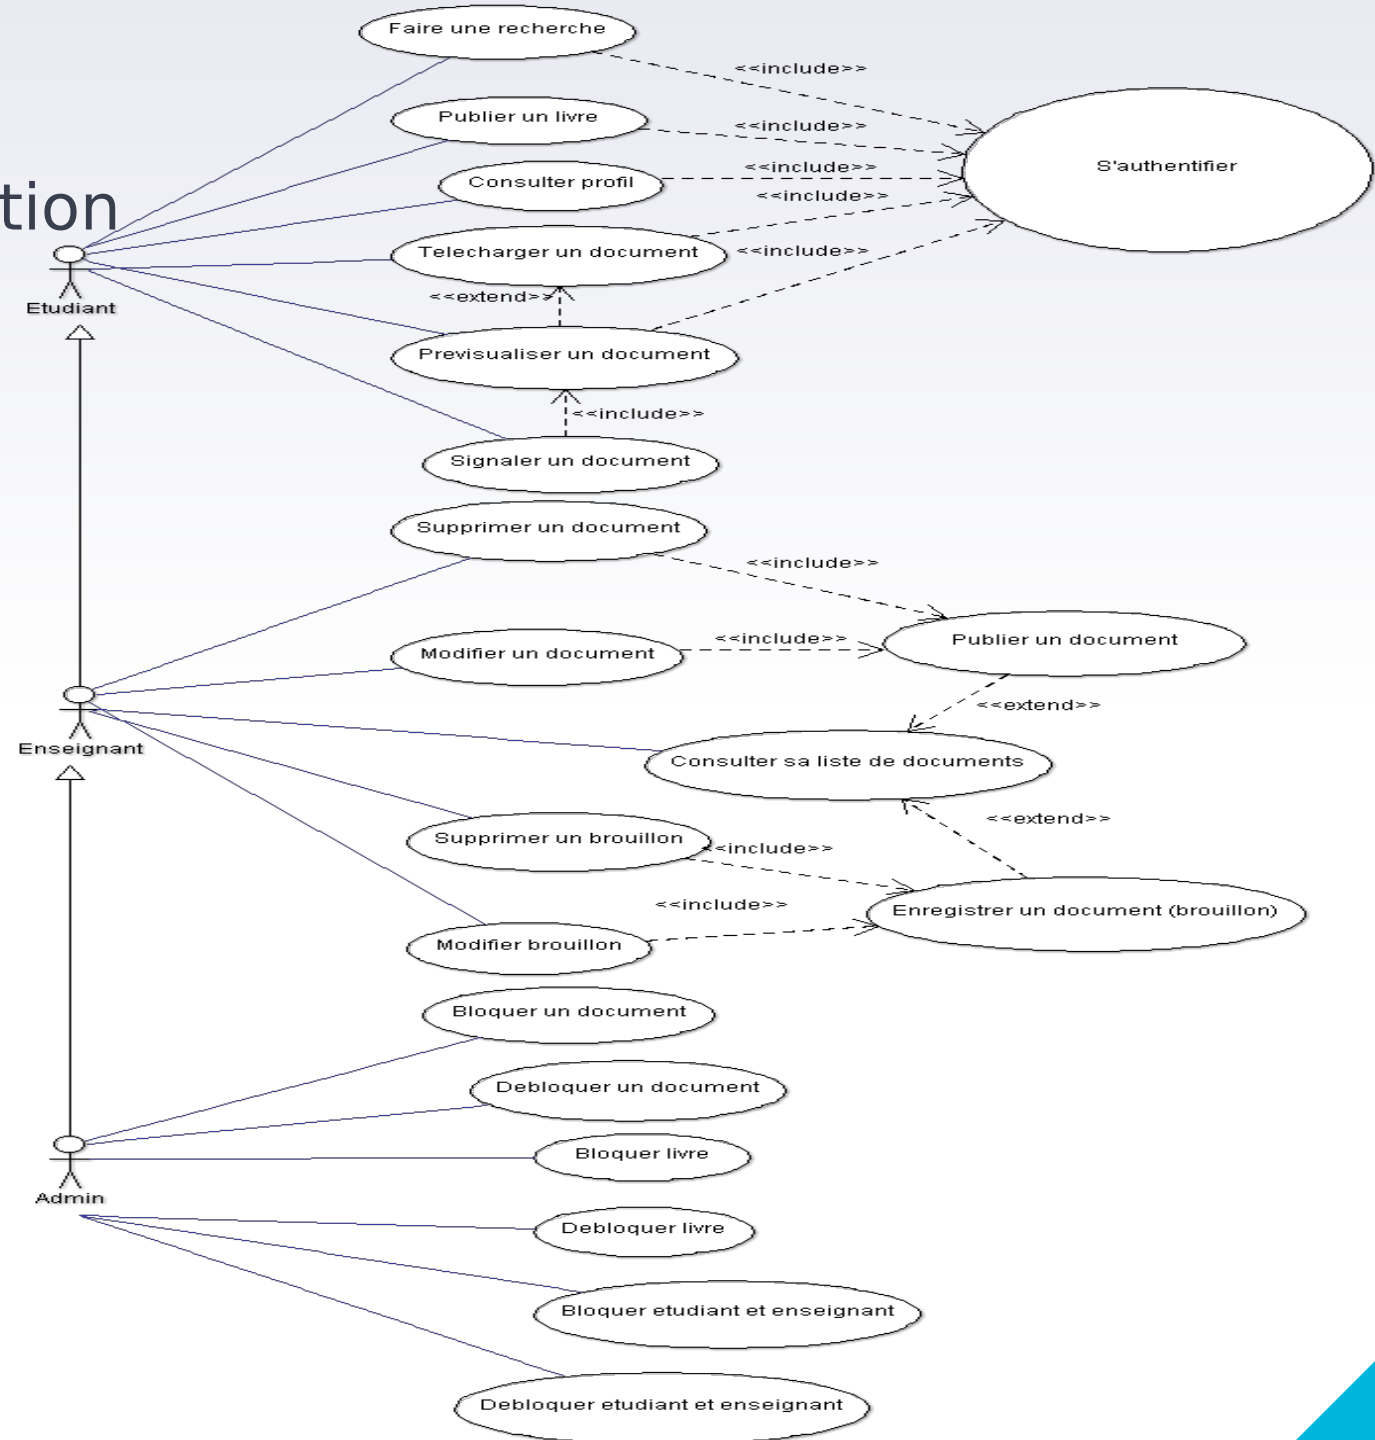 Faire une recherche
<<include>>
Publier un livre
<<include>>
S'authentifier
<<include>>
Consulter profil
<<include>>
tion
Telecharger un document
<<include>>
<<extend>>
Etudiant
Previsualiser un document
<<include>>
Signaler un document
Supprimer un document
<<include>>
Modifier un document
<<include>>
Publier un document
<<extend>>
Enseignant
Consulter sa liste de documents
<<extend>>
Supprimer un brouillon
<<include>>
<<include>>
Enregistrer un document (brouillon)
Modifier brouillon
Bloquer un document
Debloquer un document
Bloquer livre
Admin
Debloquer livre
Bloquer etudiant et enseignant
Debloquer etudiant et enseignant